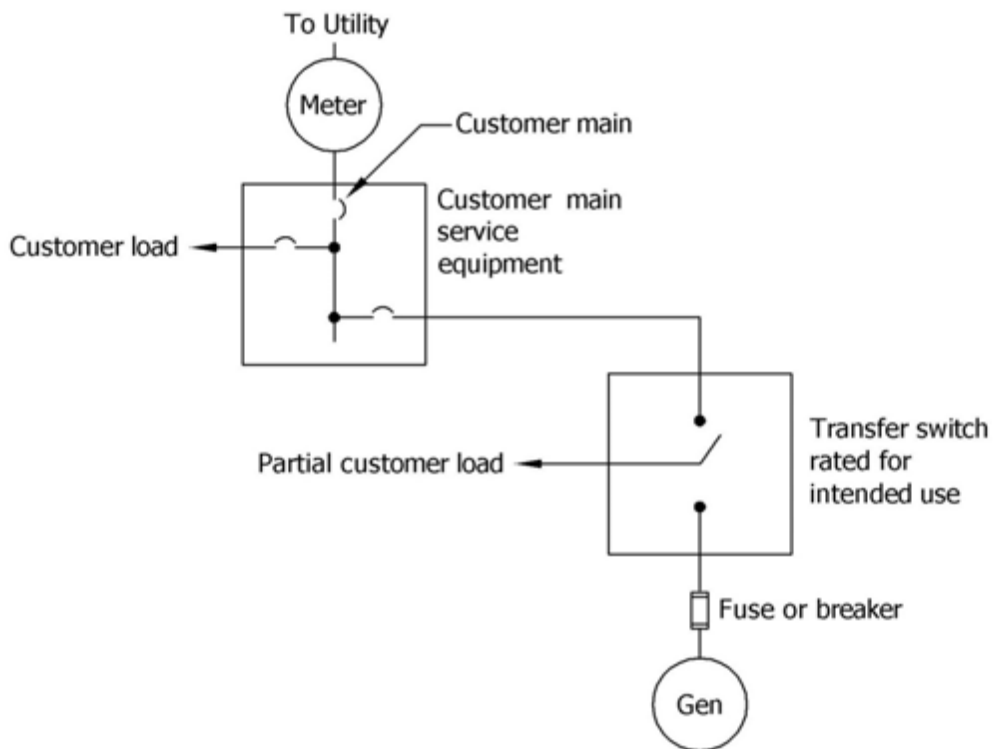 To Utility
Meter
Customer main
Customer main
service
equipment
Customer load
Transfer switch
rated for
intended use
Partial customer load
Fuse or breaker
Gen